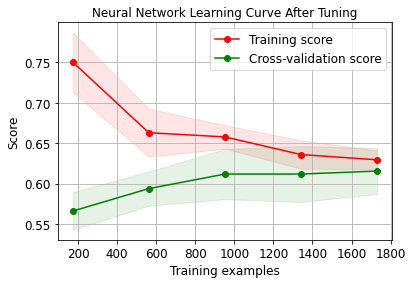 Neural Network Learning Curve After Tuning
Training score
Cross-validation score
Score
0.75
0.70
0.65
0.60
0.55
200 400 600 800 1000 1200 1400 1600 1800
Training examples